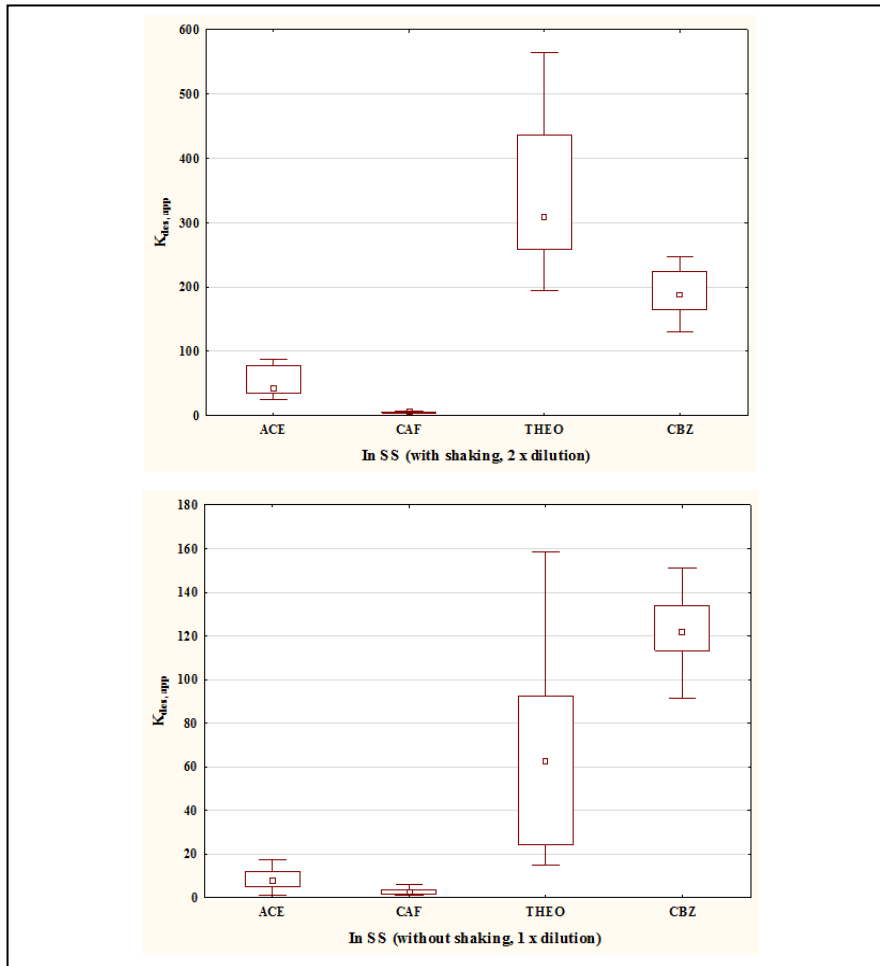 600
500
400
300
200
100
0
K des, app
ACE CAF THEO CBZ
In SS (with shaking, 2 x dilution)
180
160
140
120
100
80
60
40
20
0
K des, app
ACE CAF THEO CBZ
In SS (without shaking, 1 x dilution)